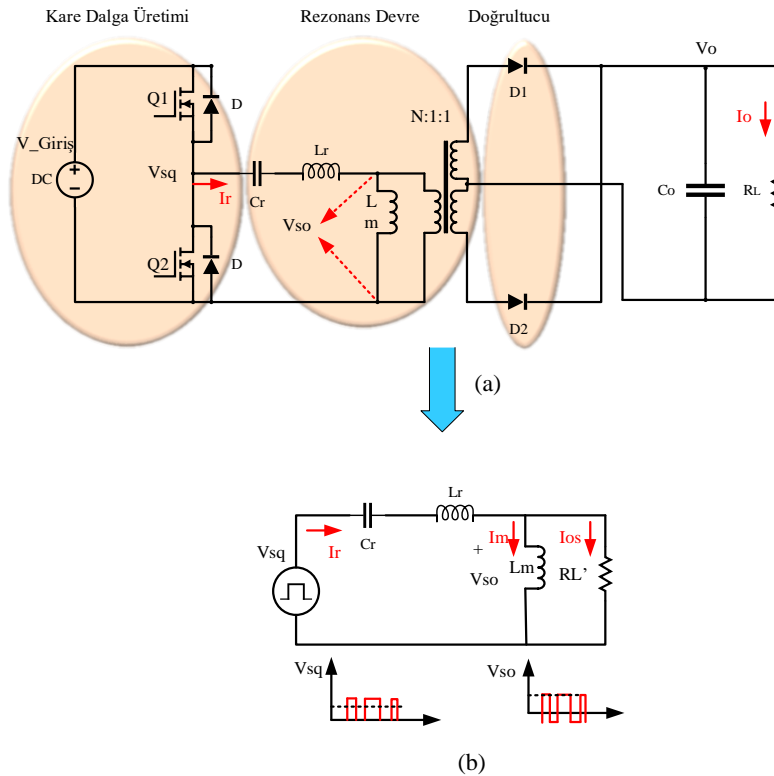 Kare Dalga Üretimi
Rezonans Devre
Doğrultucu
Vo
Q1
D
D1
N:1:1
Io
V_Giriş
Lr
Vsq
DC
Ir
Cr
L
m
Co
RL
Vso
Q2
D
D2
(a)
Lr
Ir
Cr
Im
Ios
Vsq
+
Lm
Vso
RL’
Vsq
Vso
(b)